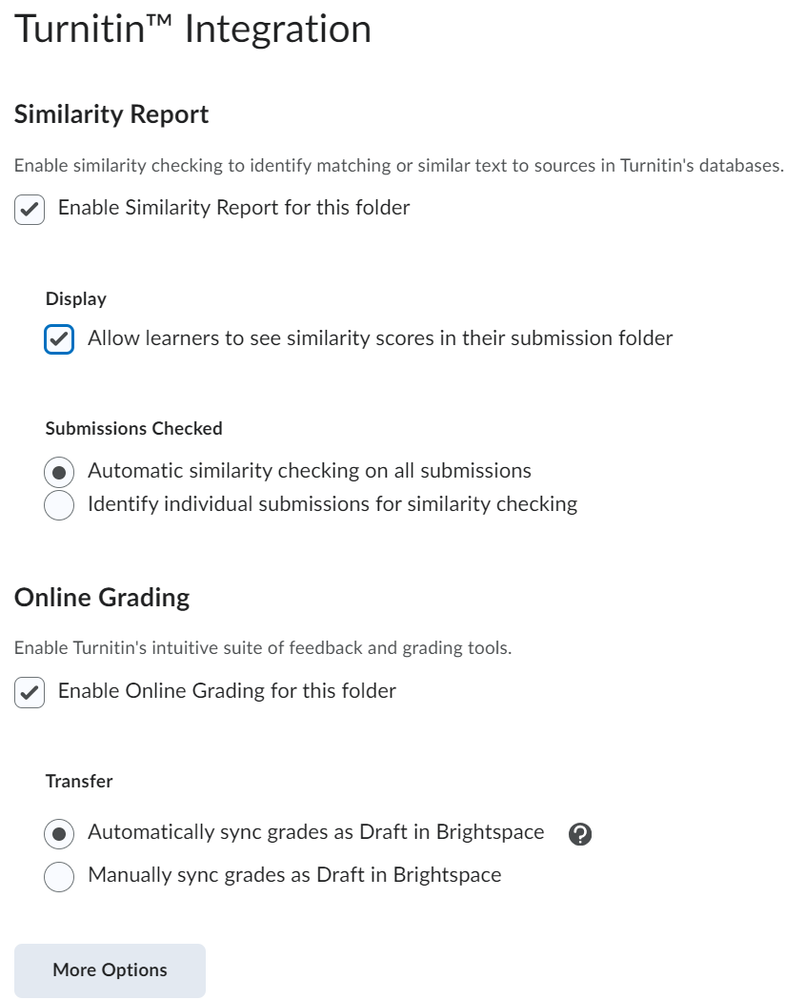 Turnitin™ Integration
Similarity Report
Enable similarity checking to identify matching or similar text to sources in Turnitin's databases.
Enable Similarity Report for this folder
Display
Allow learners to see similarity scores in their submission folder
Submissions Checked
Automatic similarity checking on all submissions
Identify individual submissions for similarity checking
Online Grading
Enable Turnitin's intuitive suite of feedback and grading tools.
Enable Online Grading for this folder
Transfer
Automatically sync grades as Draft in Brightspace ?
Manually sync grades as Draft in Brightspace
More Options